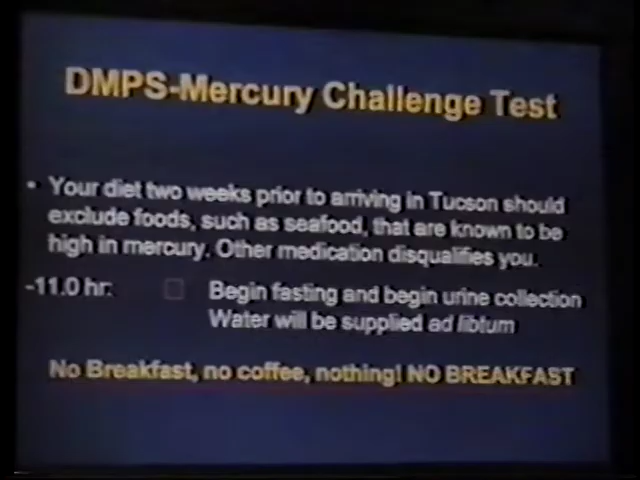 DMPS-Mercury Challenge Test
• Your diet two weeks prior to arriving in Tucson should
exclude foods, such as seafood, that are known to be
high in mercury. Other medication disqualifies you.
-11.0 hr: □ Begin fasting and begin urine collection
Water will be supplied ad libtum
No Breakfast, no coffee, nothing! NO BREAKFAST